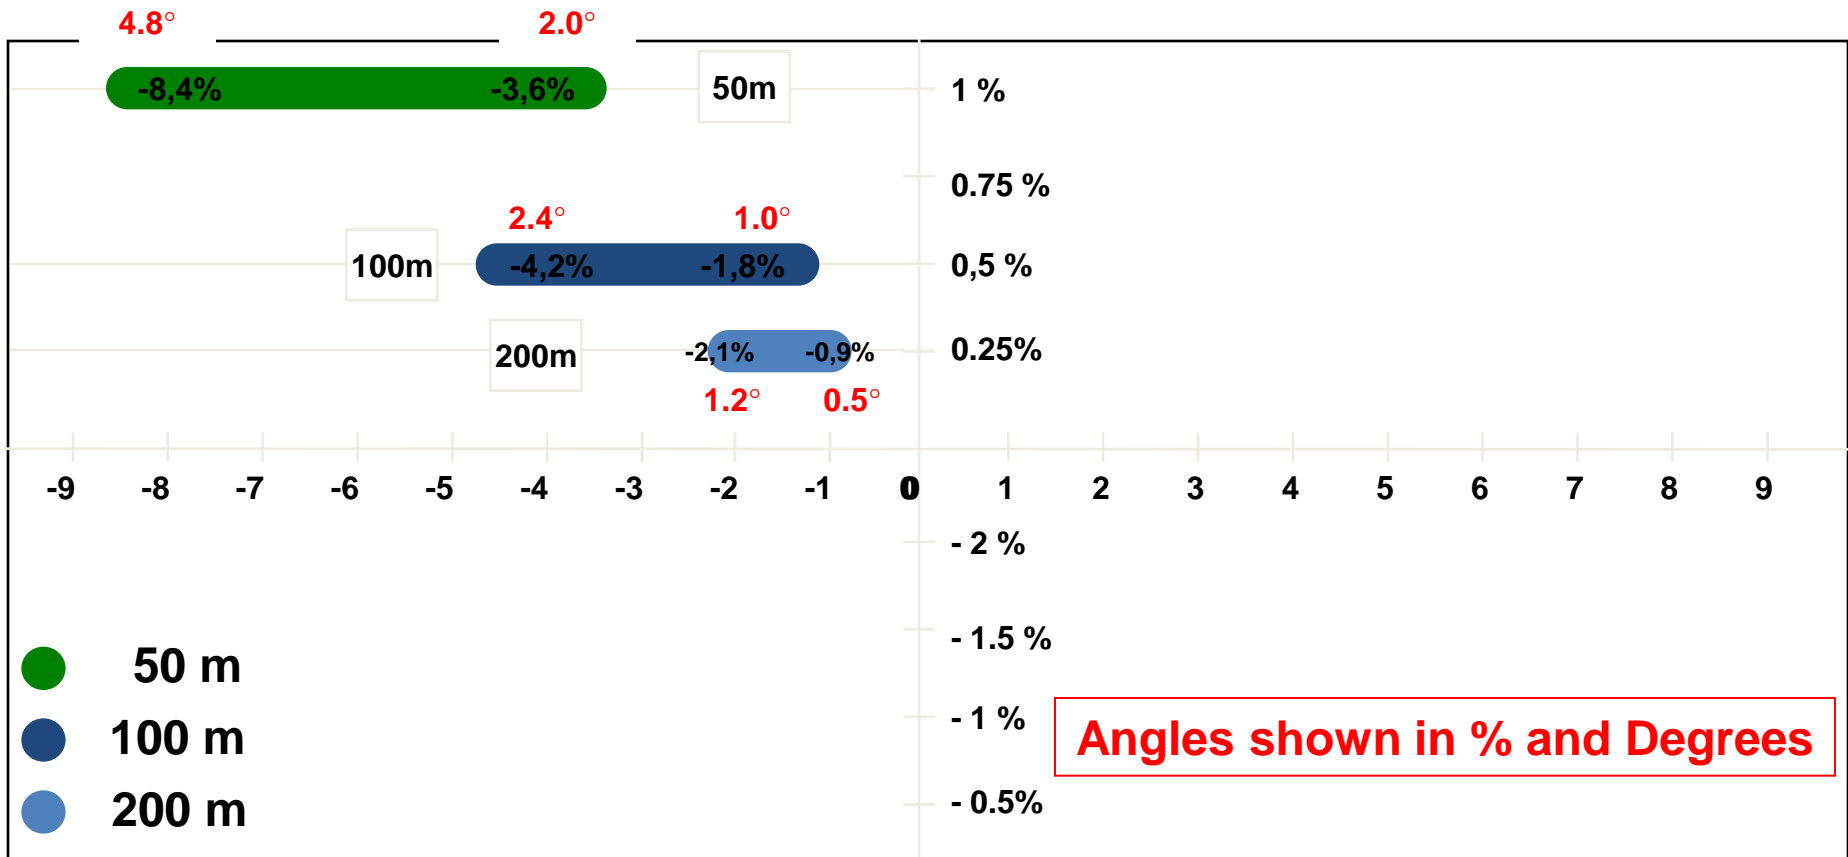 4.8° 2.0°
-8,4% -3,6% 50m 1 %
0.75 %
2.4° 1.0°
100m -4,2% -1,8% 0,5 %
200m -2,1% -0,9% 0.25%
1.2° 0.5°
-9 -8 -7 -6 -5 -4 -3 -2 -1 0 1 2 3 4 5 6 7 8 9
- 2 %
- 1.5 %
50 m
- 1 %
100 m
Angles shown in % and Degrees
- 0.5%
200 m